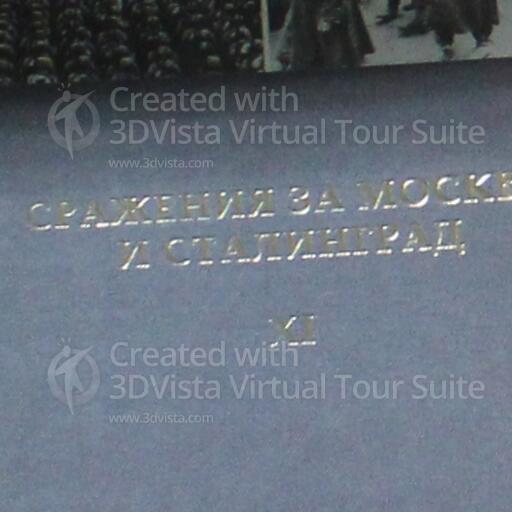 Created with
3DVista Virtual Tour Suite
www.3dvista.com
СРАЖЕНИЯ ЗА МОСКВ
И СТАЛИНГРАД
XI
Created with
3DVista Virtual Tour Suite
www.3dvista.com